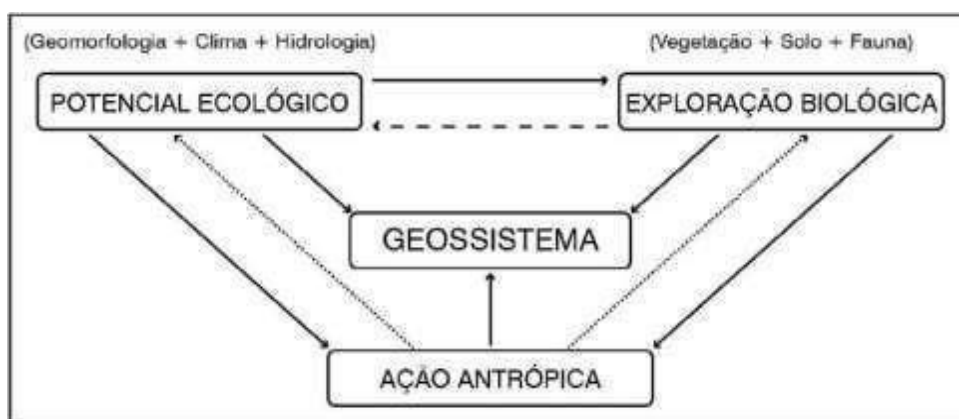 (Geomorfologia + Clima + Hidrologia)
(Vegetação + Solo + Fauna)
POTENCIAL ECOLÓGICO
EXPLORAÇÃO BIOLÓGICA
GEOSSISTEMA
AÇÃO ANTRÓPICA